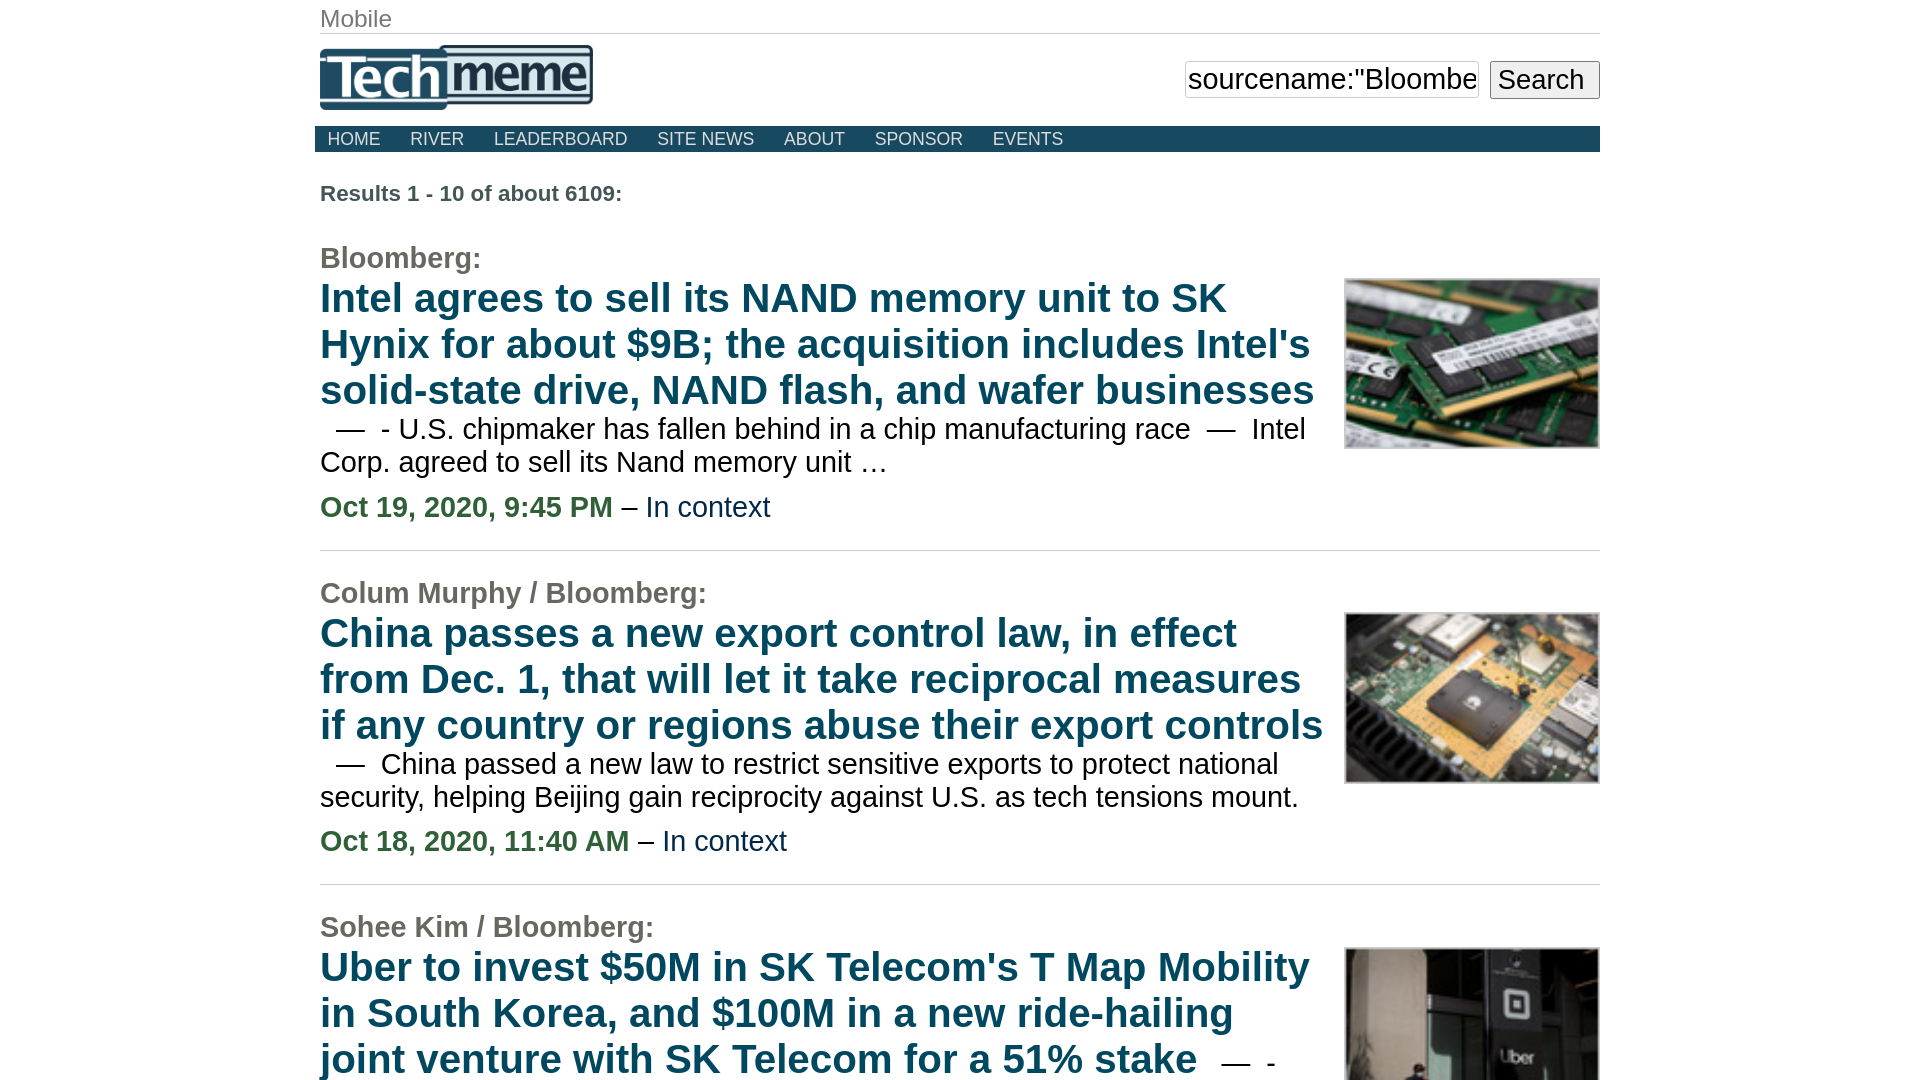 Mobile
Techmeme
sourcename:"Bloombe
Search
HOME RIVER LEADERBOARD SITE NEWS ABOUT SPONSOR EVENTS
Results 1 - 10 of about 6109:
Bloomberg:
Intel agrees to sell its NAND memory unit to SK
Hynix for about $9B; the acquisition includes Intel's
solid-state drive, NAND flash, and wafer businesses
— - U.S. chipmaker has fallen behind in a chip manufacturing race — Intel
Corp. agreed to sell its Nand memory unit …
Oct 19, 2020, 9:45 PM – In context
Colum Murphy / Bloomberg:
China passes a new export control law, in effect
from Dec. 1, that will let it take reciprocal measures
if any country or regions abuse their export controls
— China passed a new law to restrict sensitive exports to protect national
security, helping Beijing gain reciprocity against U.S. as tech tensions mount.
Oct 18, 2020, 11:40 AM – In context
Sohee Kim / Bloomberg:
Uber to invest $50M in SK Telecom's T Map Mobility
in South Korea, and $100M in a new ride-hailing
joint venture with SK Telecom for a 51% stake — -
Uber